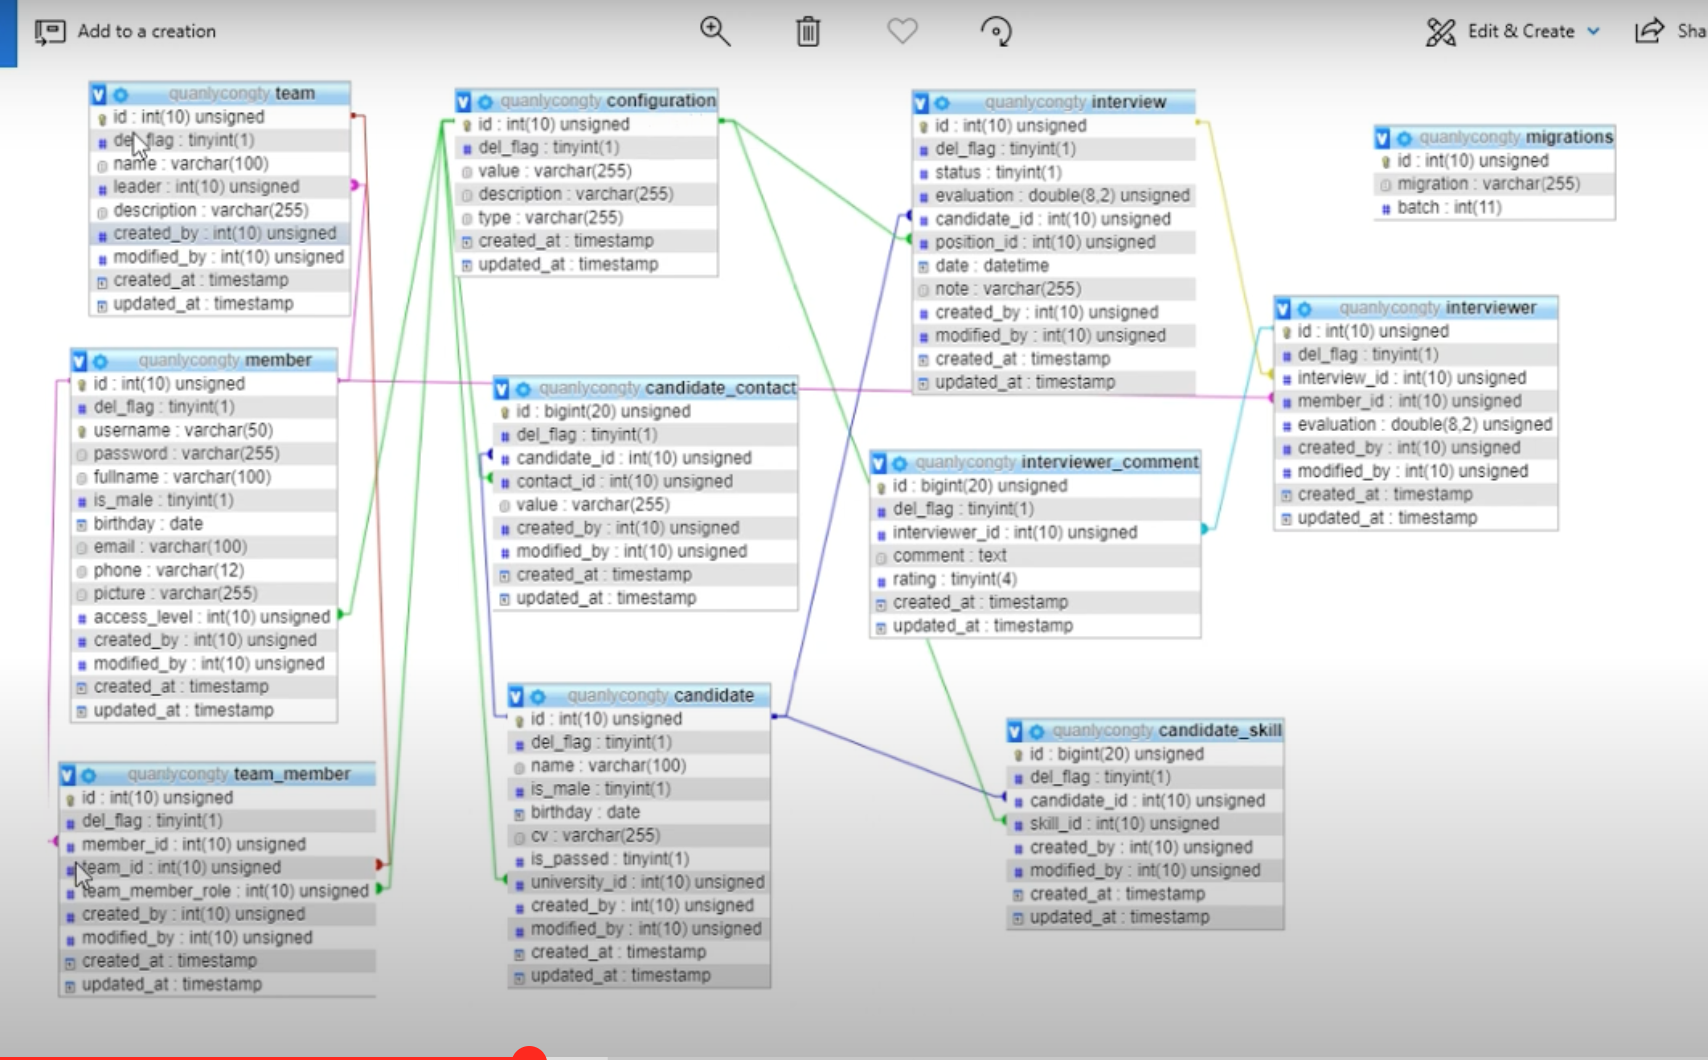 Add to a creation
Edit & Create
Sha
quanlycongty team
id : int(10) unsigned
del_flag : tinyint(1)
name : varchar(100)
leader : int(10) unsigned
description : varchar(255)
created_by : int(10) unsigned
modified_by : int(10) unsigned
created_at : timestamp
updated_at : timestamp
quanlycongty configuration
id : int(10) unsigned
del_flag : tinyint(1)
value : varchar(255)
description : varchar(255)
type : varchar(255)
created_at : timestamp
updated_at : timestamp
quanlycongty interview
id : int(10) unsigned
del_flag : tinyint(1)
status : tinyint(1)
evaluation : double(8,2) unsigned
candidate_id : int(10) unsigned
position_id : int(10) unsigned
date : datetime
note : varchar(255)
created_by : int(10) unsigned
modified_by : int(10) unsigned
created_at : timestamp
updated_at : timestamp
quanlycongty migrations
id : int(10) unsigned
migration : varchar(255)
batch : int(11)
quanlycongty interviewer
id : int(10) unsigned
del_flag : tinyint(1)
interview_id : int(10) unsigned
member_id : int(10) unsigned
evaluation : double(8,2) unsigned
created_by : int(10) unsigned
modified_by : int(10) unsigned
created_at : timestamp
updated_at : timestamp
quanlycongty member
id : int(10) unsigned
del_flag : tinyint(1)
username : varchar(50)
password : varchar(255)
fullname : varchar(100)
is_male : tinyint(1)
birthday : date
email : varchar(100)
phone : varchar(12)
picture : varchar(255)
access_level : int(10) unsigned
created_by : int(10) unsigned
modified_by : int(10) unsigned
created_at : timestamp
updated_at : timestamp
quanlycongty candidate_contact
id : bigint(20) unsigned
del_flag : tinyint(1)
candidate_id : int(10) unsigned
contact_id : int(10) unsigned
value : varchar(255)
created_by : int(10) unsigned
modified_by : int(10) unsigned
created_at : timestamp
updated_at : timestamp
quanlycongty interviewer_comment
id : bigint(20) unsigned
del_flag : tinyint(1)
interviewer_id : int(10) unsigned
comment : text
rating : tinyint(4)
created_at : timestamp
updated_at : timestamp
quanlycongty team_member
id : int(10) unsigned
del_flag : tinyint(1)
member_id : int(10) unsigned
team_id : int(10) unsigned
team_member_role : int(10) unsigned
created_by : int(10) unsigned
modified_by : int(10) unsigned
created_at : timestamp
updated_at : timestamp
quanlycongty candidate
id : int(10) unsigned
del_flag : tinyint(1)
name : varchar(100)
is_male : tinyint(1)
birthday : date
cv : varchar(255)
is_passed : tinyint(1)
university_id : int(10) unsigned
created_by : int(10) unsigned
modified_by : int(10) unsigned
created_at : timestamp
updated_at : timestamp
quanlycongty candidate_skill
id : bigint(20) unsigned
del_flag : tinyint(1)
candidate_id : int(10) unsigned
skill_id : int(10) unsigned
created_by : int(10) unsigned
modified_by : int(10) unsigned
created_at : timestamp
updated_at : timestamp